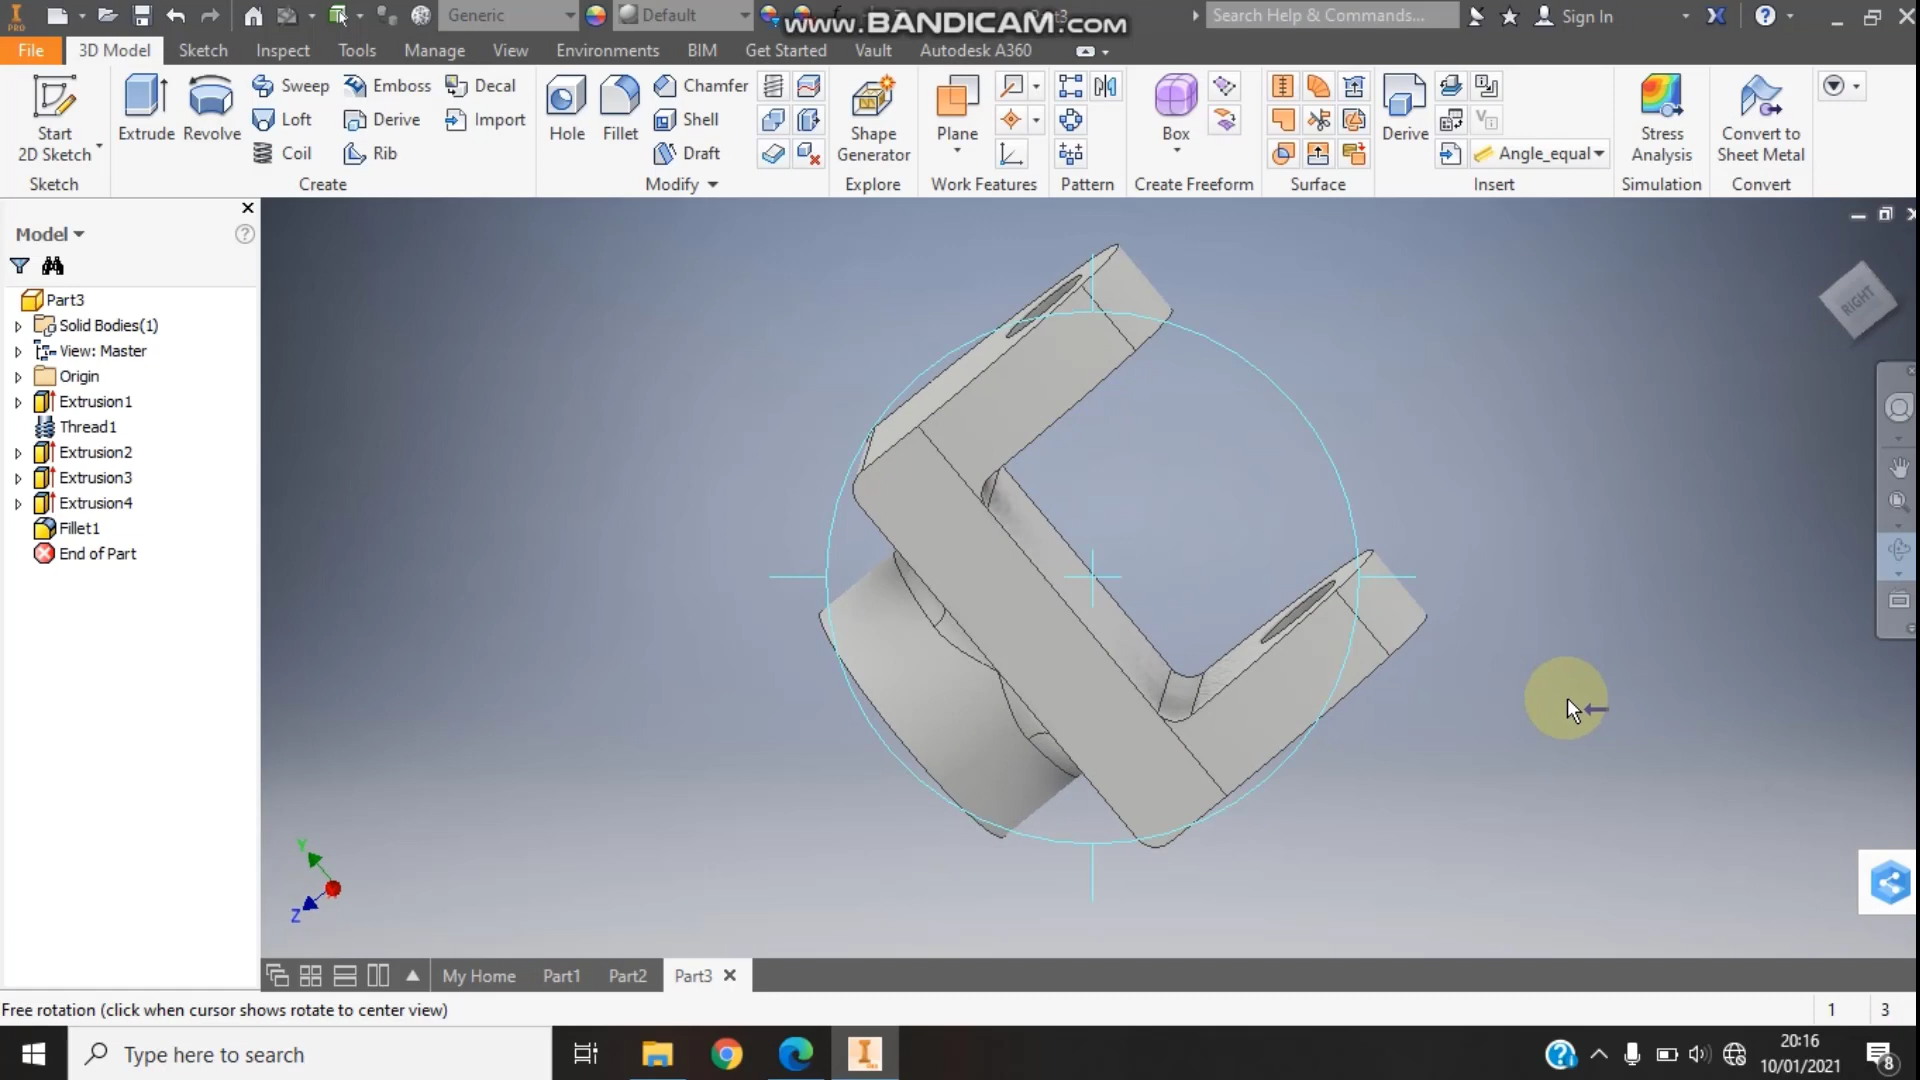 PRO
Generic
Default
www.BANDICAM.com
Search Help & Commands...
Sign In
File
3D Model
Sketch
Inspect
Tools
Manage
View
Environments
BIM
Get Started
Vault
Autodesk A360
Start
2D Sketch
Sketch
Extrude
Revolve
Sweep
Loft
Coil
Emboss
Derive
Rib
Decal
Import
Create
Hole
Fillet
Chamfer
Shell
Draft
Modify
Shape
Generator
Explore
Plane
Work Features
Pattern
Box
Create Freeform
Surface
Derive
Angle_equal
Insert
Stress
Analysis
Simulation
Convert to
Sheet Metal
Convert
Model
Part3
Solid Bodies(1)
View: Master
Origin
Extrusion1
Thread1
Extrusion2
Extrusion3
Extrusion4
Fillet1
End of Part
RIGHT
Y
Z
My Home
Part1
Part2
Part3
Free rotation (click when cursor shows rotate to center view)
1
3
Type here to search
20:16
10/01/2021
8